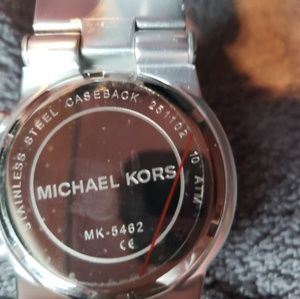 STAINLESS STEEL CASEBACK 251102 10 ATM
MICHAEL KORS
MK-5462
CE